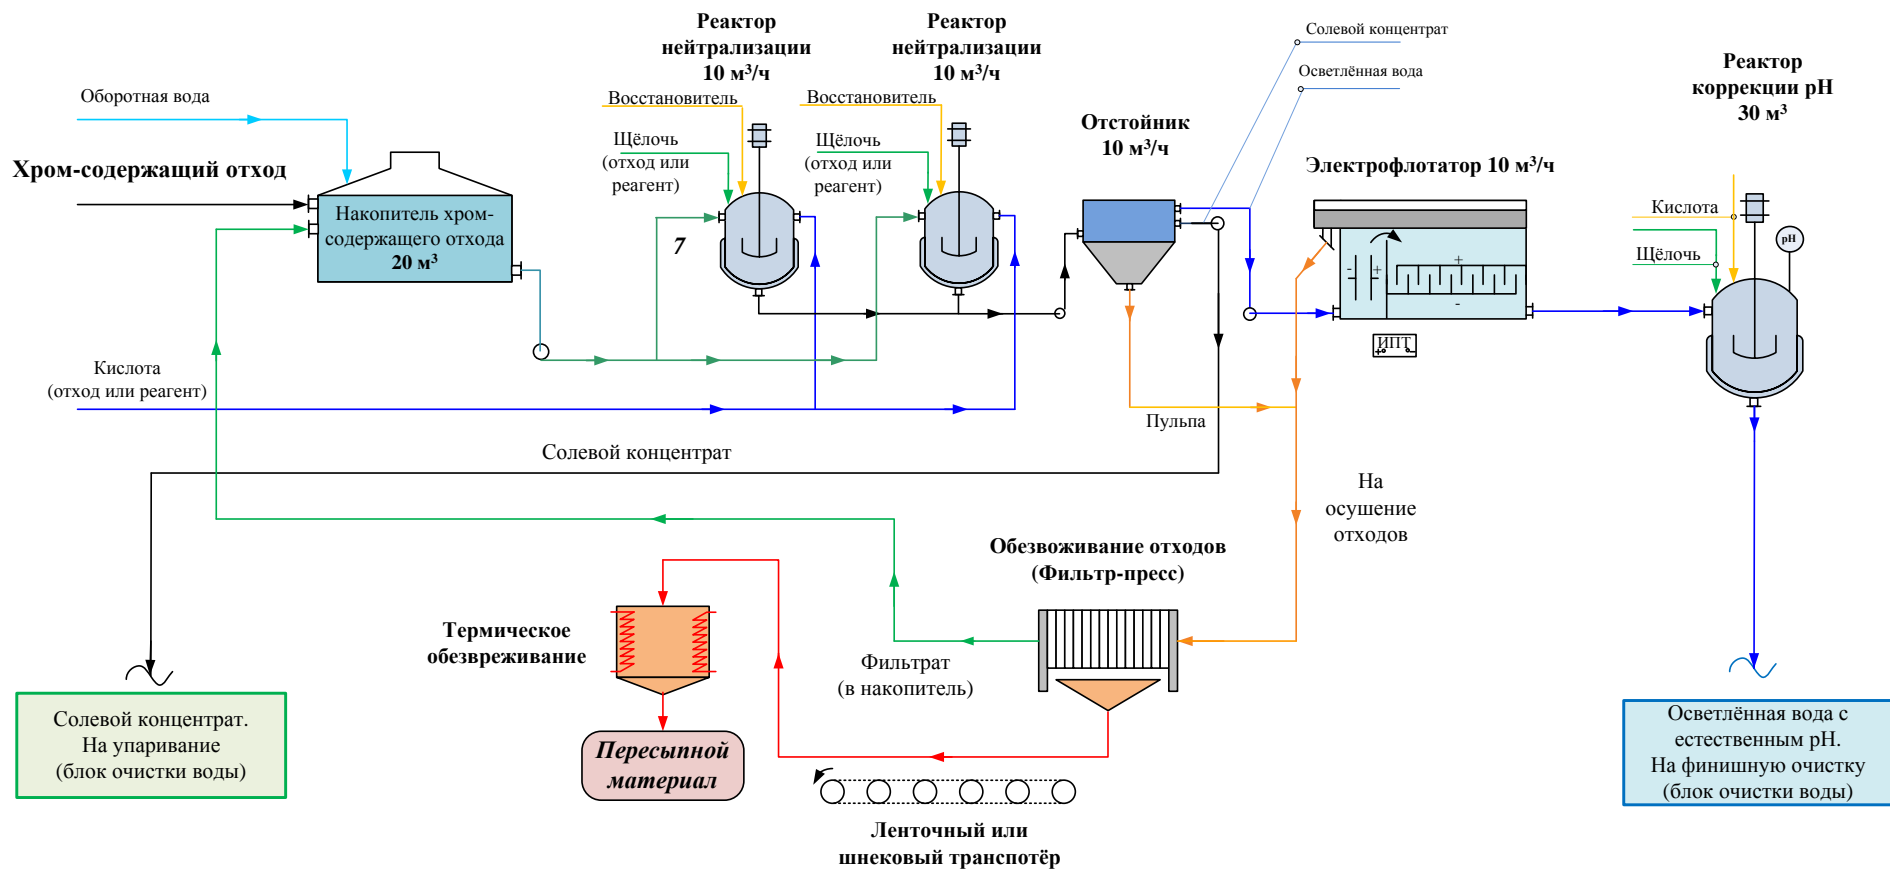 Реактор
нейтрализации
10 м³/ч
Реактор
нейтрализации
10 м³/ч
Солевой концентрат
Осветлённая вода
Реактор
коррекции pH
30 м³
Оборотная вода
Восстановитель
Восстановитель
Щёлочь
(отход или
реагент)
Щёлочь
(отход или
реагент)
Отстойник
10 м³/ч
Электрофлотатор 10 м³/ч
Хром-содержащий отход
Накопитель хром-
содержащего отхода
20 м³
7
Кислота
Щёлочь
pH
- +
+
-
ИПТ
+ -
Кислота
(отход или реагент)
Пульпа
Солевой концентрат
На
осушение
отходов
Обезвоживание отходов
(Фильтр-пресс)
Термическое
обезвреживание
Фильтрат
(в накопитель)
Солевой концентрат.
На упаривание
(блок очистки воды)
Пересыпной
материал
Осветлённая вода с
естественным pH.
На финишную очистку
(блок очистки воды)
Ленточный или
шнековый транспотёр